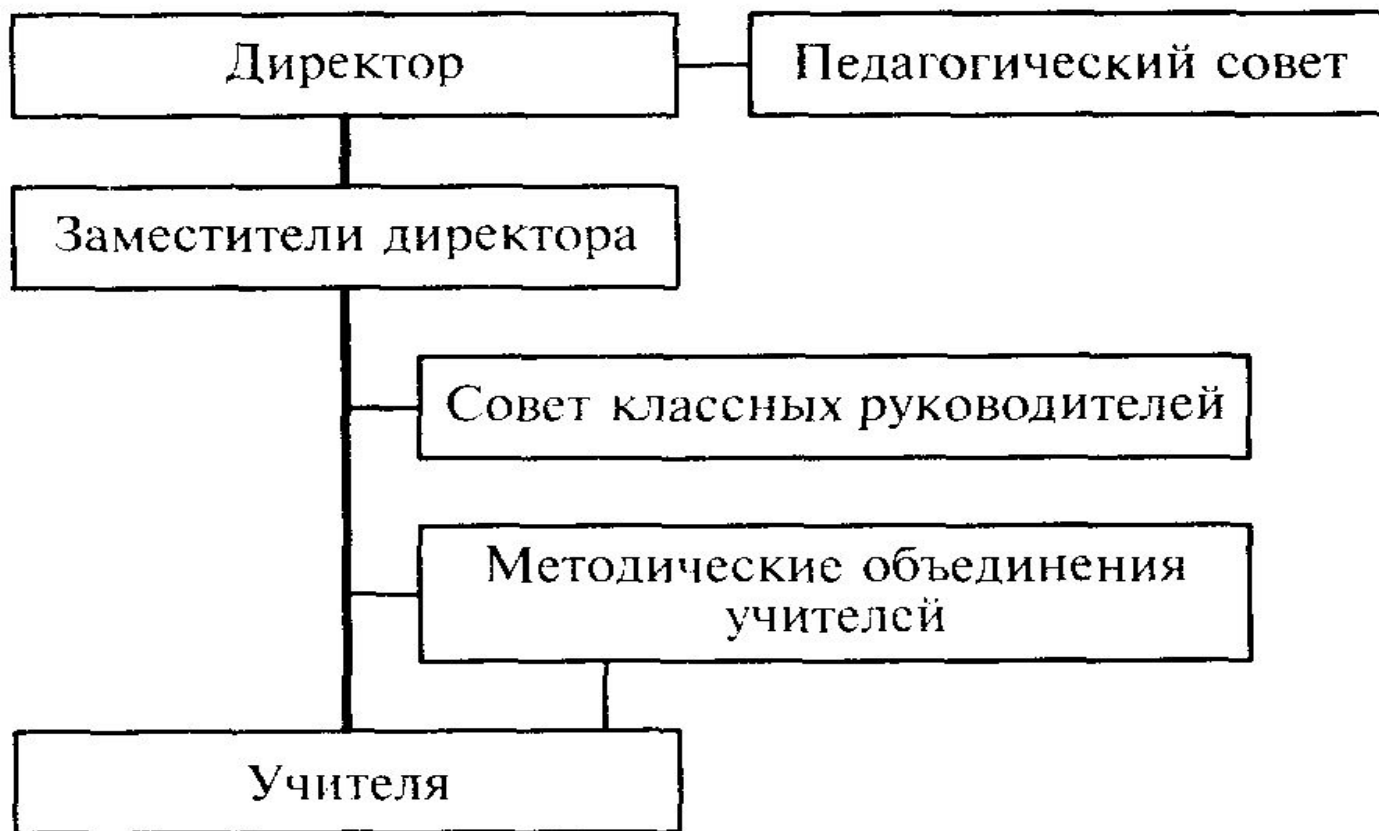 Директор
Педагогический совет
Заместители директора
Совет классных руководителей
Методические объединения
учителей
Учителя